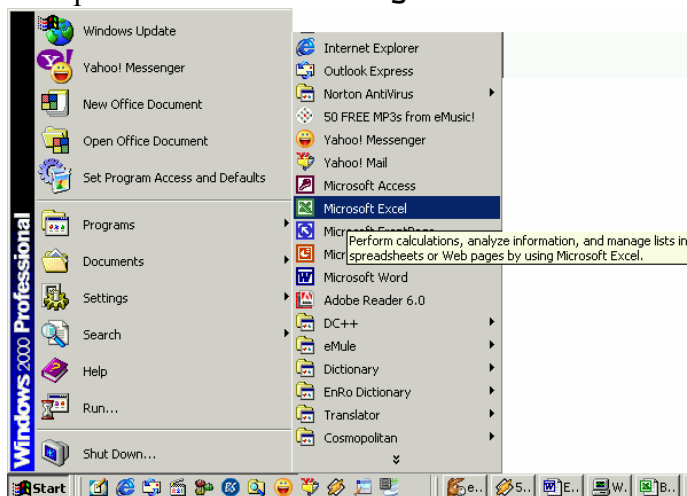 Windows Update
Yahoo! Messenger
New Office Document
Open Office Document
Set Program Access and Defaults
Programs
Documents
Settings
Search
Help
Run...
Shut Down...
Windows 2000 Professional
Internet Explorer
Outlook Express
Norton AntiVirus
50 FREE MP3s from eMusic!
Yahoo! Messenger
Yahoo! Mail
Microsoft Access
Microsoft Excel
Perform calculations, analyze information, and manage lists in
spreadsheets or Web pages by using Microsoft Excel.
Microsoft Word
Adobe Reader 6.0
DC++
eMule
Dictionary
EnRo Dictionary
Translator
Cosmopolitan
Start
e..
5..
E..
W.
B..